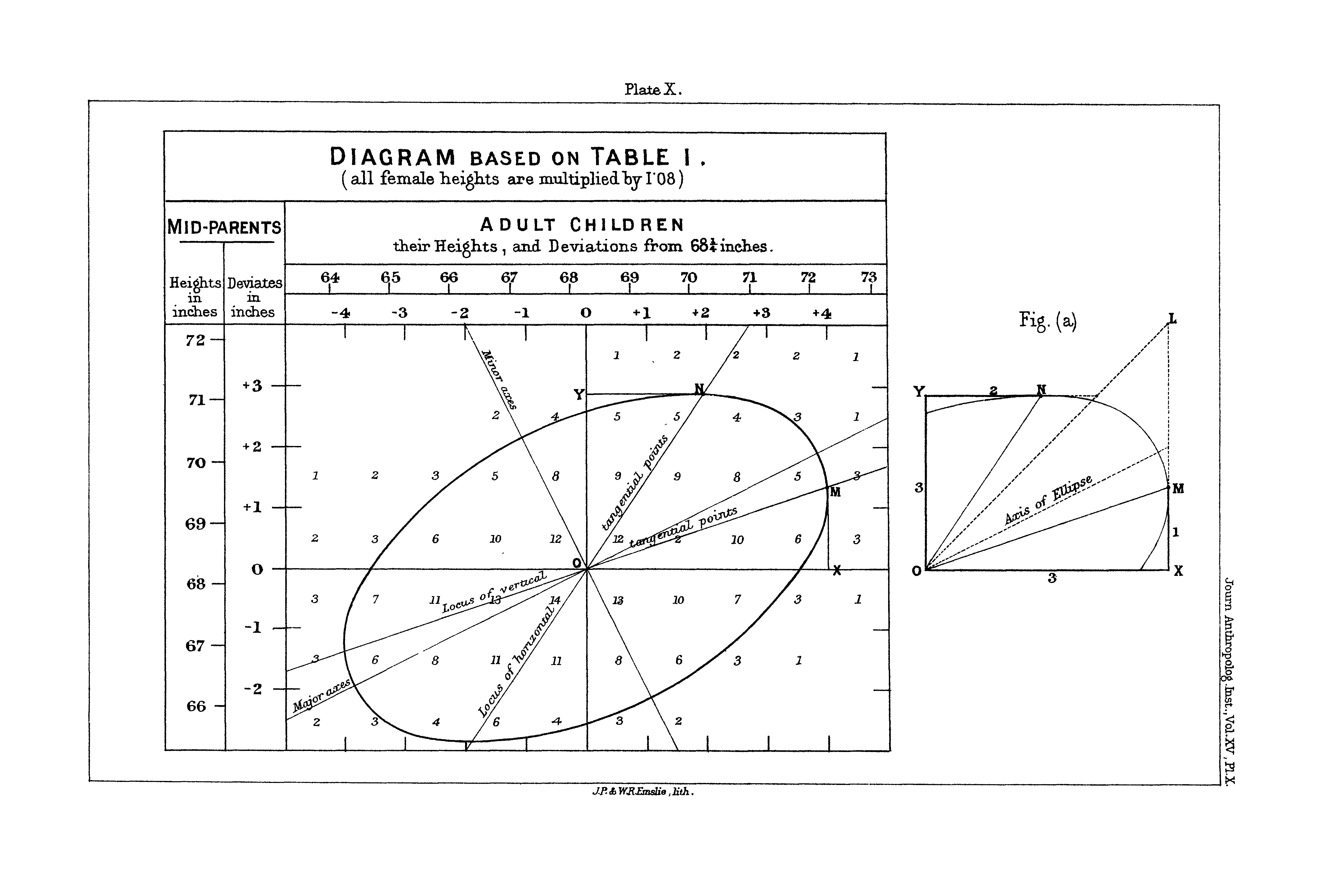 Plate X.
DIAGRAM BASED ON TABLE I.
(all female heights are multiplied by 1·08)
MID-PARENTS
ADULT CHILDREN
their Heights, and Deviations from 68¼ inches.
Heights in inches
Deviates in inches
64 65 66 67 68 69 70 71 72 73
-4 -3 -2 -1 0 +1 +2 +3 +4
72
Minor axes
1 2 2 2 1
+3
Y N
71
2 4 5 5 4 3 1
+2
70
1 2 3 5 8 9 9 8 5 3
tangential points
M
+1
69
tangential points
2 3 6 10 12 12 2 10 6 3
0 O X
68
Locus of vertical
3 7 11 13 14 13 10 7 3 1
-1
67
Locus of horizontal
3 6 8 11 11 8 6 3 1
-2
Major axes
66
2 3 4 6 4 3 2
Fig. (a)
L
Y 2 N
3
Axis of Ellipse
M
1
O 3 X
Journ. Anthropolog. Inst., Vol. XV, Pl. X.
J.P. & W.R. Emslie, lith.